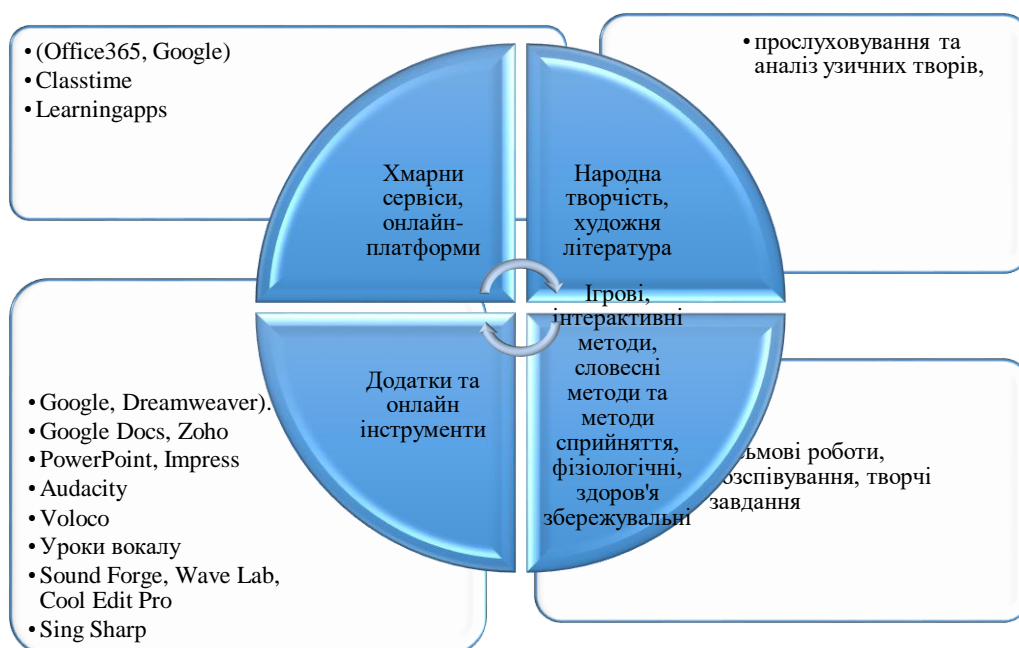 • (Office365, Google)
• Classtime
• Learningapps
• прослуховування та
аналіз узичних творів,
Хмарни
сервіси,
онлайн-
платформи
Народна
творчість,
художня
література
• Google, Dreamweaver).
• Google Docs, Zoho
• PowerPoint, Impress
• Audacity
• Voloco
• Уроки вокалу
• Sound Forge, Wave Lab,
Cool Edit Pro
• Sing Sharp
Додатки та
онлайн
інструменти
Ігрові,
інтерактивні
методи,
словесні
методи та
методи
сприйняття,
фізіологічні,
здоров'я
збережувальні
роботи,
творчі
завдання